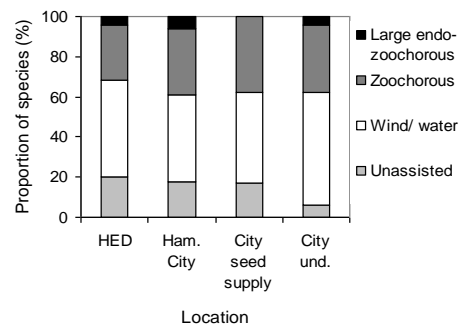 Proportion of species (%)
100
80
60
40
20
0
HED
Ham.
City
City
seed
supply
City
und.
Location
Large endo-
zoochorous
Zoochorous
Wind/ water
Unassisted